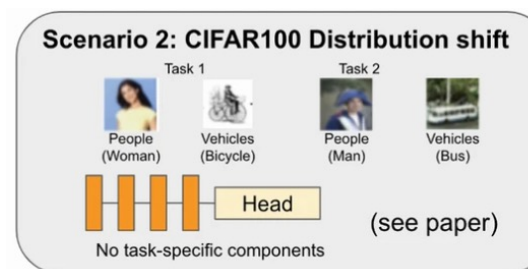 Scenario 2: CIFAR100 Distribution shift
Task 1
Task 2
People
(Woman)
Vehicles
(Bicycle)
People
(Man)
Vehicles
(Bus)
Head
(see paper)
No task-specific components